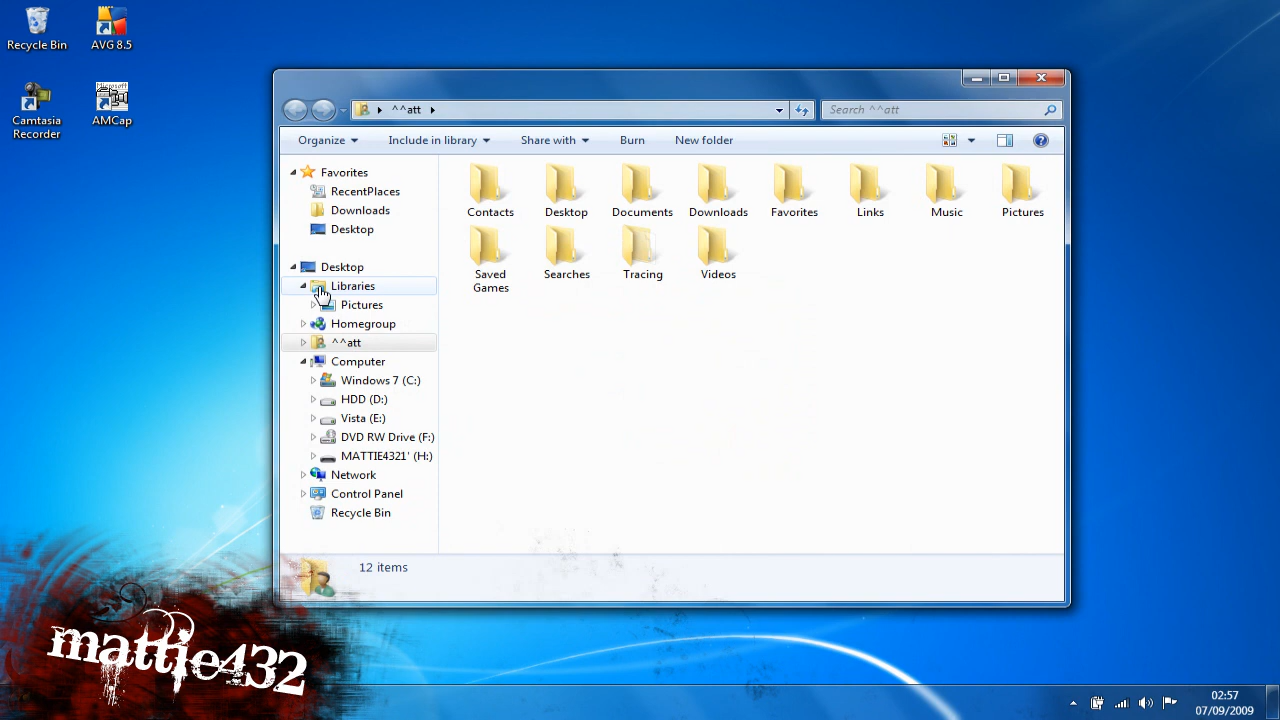 Recycle Bin
AVG 8.5
Camtasia
Recorder
Microsoft
AMCap
^^att
Search ^^att
Organize
Include in library
Share with
Burn
New folder
Favorites
RecentPlaces
Downloads
Desktop
Desktop
Libraries
Pictures
Homegroup
^^att
Computer
Windows 7 (C:)
HDD (D:)
Vista (E:)
DVD RW Drive (F:)
MATTIE4321' (H:)
Network
Control Panel
Recycle Bin
Contacts
Desktop
Documents
Downloads
Favorites
Links
Music
Pictures
Saved
Games
Searches
Tracing
Videos
12 items
mattie432
02:57
07/09/2009